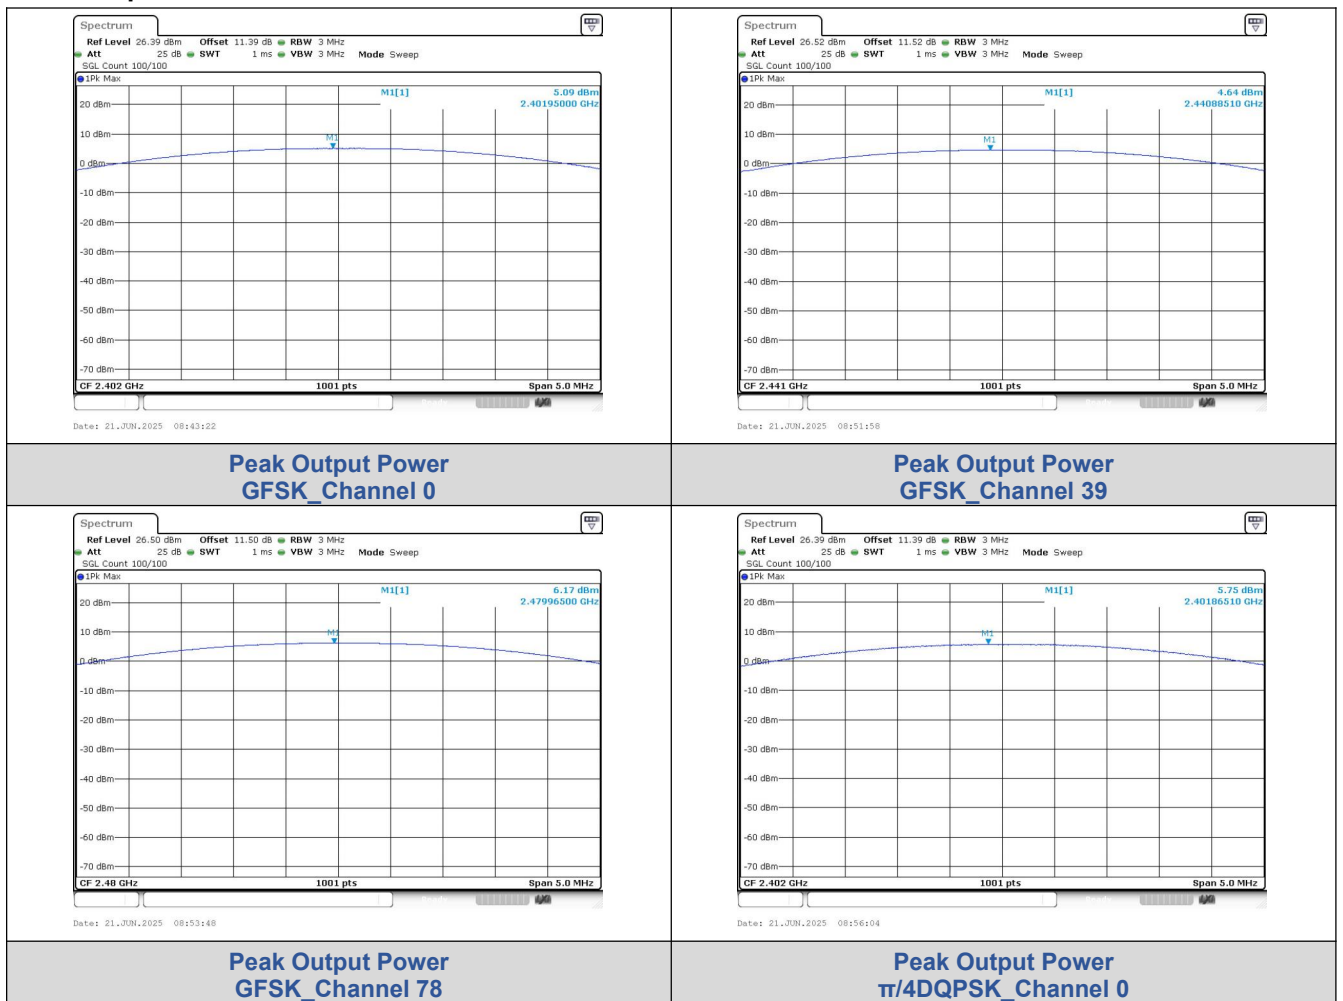 Spectrum
Ref Level 26.39 dBm Offset 11.39 dB RBW 3 MHz
Att 25 dB SWT 1 ms VBW 3 MHz Mode Sweep
SGL Count 100/100
1Pk Max
M1[1] 5.09 dBm
2.40195000 GHz
20 dBm
10 dBm
M1
0 dBm
-10 dBm
-20 dBm
-30 dBm
-40 dBm
-50 dBm
-60 dBm
-70 dBm
CF 2.402 GHz 1001 pts Span 5.0 MHz
Date: 21.JUN.2025 08:43:22
Peak Output Power
GFSK_Channel 0
Spectrum
Ref Level 26.52 dBm Offset 11.52 dB RBW 3 MHz
Att 25 dB SWT 1 ms VBW 3 MHz Mode Sweep
SGL Count 100/100
1Pk Max
M1[1] 4.64 dBm
2.44088510 GHz
20 dBm
10 dBm
M1
0 dBm
-10 dBm
-20 dBm
-30 dBm
-40 dBm
-50 dBm
-60 dBm
-70 dBm
CF 2.441 GHz 1001 pts Span 5.0 MHz
Date: 21.JUN.2025 08:51:58
Peak Output Power
GFSK_Channel 39
Spectrum
Ref Level 26.50 dBm Offset 11.50 dB RBW 3 MHz
Att 25 dB SWT 1 ms VBW 3 MHz Mode Sweep
SGL Count 100/100
1Pk Max
M1[1] 6.17 dBm
2.47996500 GHz
20 dBm
10 dBm
M1
0 dBm
-10 dBm
-20 dBm
-30 dBm
-40 dBm
-50 dBm
-60 dBm
-70 dBm
CF 2.48 GHz 1001 pts Span 5.0 MHz
Date: 21.JUN.2025 08:53:48
Peak Output Power
GFSK_Channel 78
Spectrum
Ref Level 26.39 dBm Offset 11.39 dB RBW 3 MHz
Att 25 dB SWT 1 ms VBW 3 MHz Mode Sweep
SGL Count 100/100
1Pk Max
M1[1] 5.75 dBm
2.40186510 GHz
20 dBm
10 dBm
M1
0 dBm
-10 dBm
-20 dBm
-30 dBm
-40 dBm
-50 dBm
-60 dBm
-70 dBm
CF 2.402 GHz 1001 pts Span 5.0 MHz
Date: 21.JUN.2025 08:56:04
Peak Output Power
π/4DQPSK_Channel 0